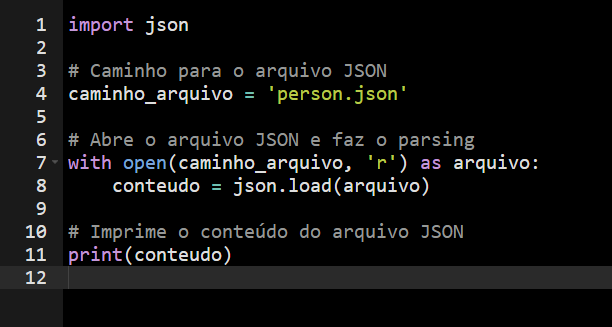 1 import json
2
3 # Caminho para o arquivo JSON
4 caminho_arquivo = 'person.json'
5
6 # Abre o arquivo JSON e faz o parsing
7 with open(caminho_arquivo, 'r') as arquivo:
8     conteudo = json.load(arquivo)
9
10 # Imprime o conteúdo do arquivo JSON
11 print(conteudo)
12